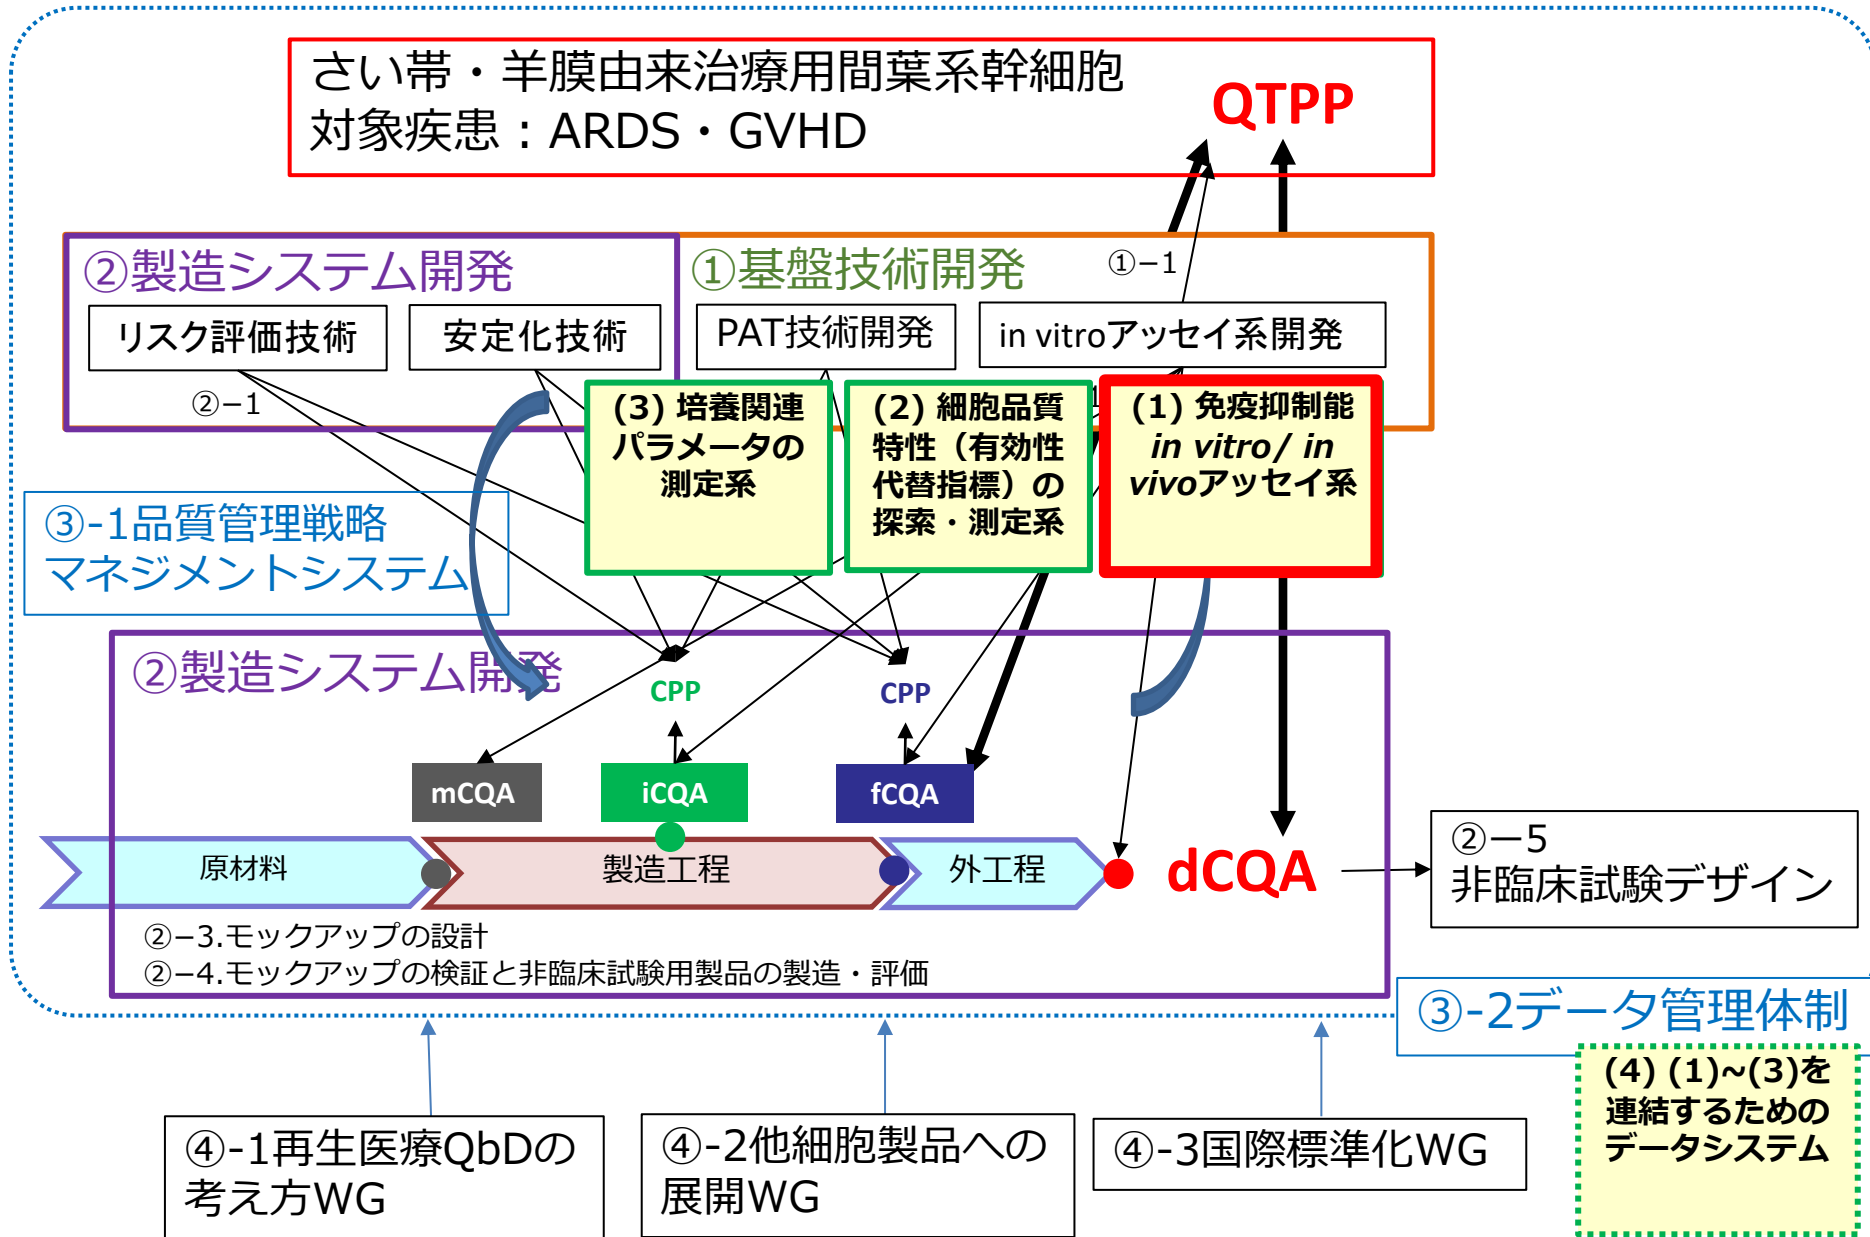 さい帯・羊膜由来治療用間葉系幹細胞
対象疾患：ARDS・GVHD
QTPP
②製造システム開発
①基盤技術開発
①−1
リスク評価技術
安定化技術
PAT技術開発
in vitroアッセイ系開発
②−1
(3) 培養関連
パラメータの
測定系
(2) 細胞品質
特性（有効性
代替指標）の
探索・測定系
(1) 免疫抑制能
in vitro/ in
vivoアッセイ系
③-1品質管理戦略
マネジメントシステム
②製造システム開発
CPP
CPP
mCQA
iCQA
fCQA
原材料
製造工程
外工程
dCQA
②−3.モックアップの設計
②−4.モックアップの検証と非臨床試験用製品の製造・評価
②−5
非臨床試験デザイン
③-2データ管理体制
(4) (1)~(3)を
連結するための
データシステム
④-1再生医療QbDの
考え方WG
④-2他細胞製品への
展開WG
④-3国際標準化WG